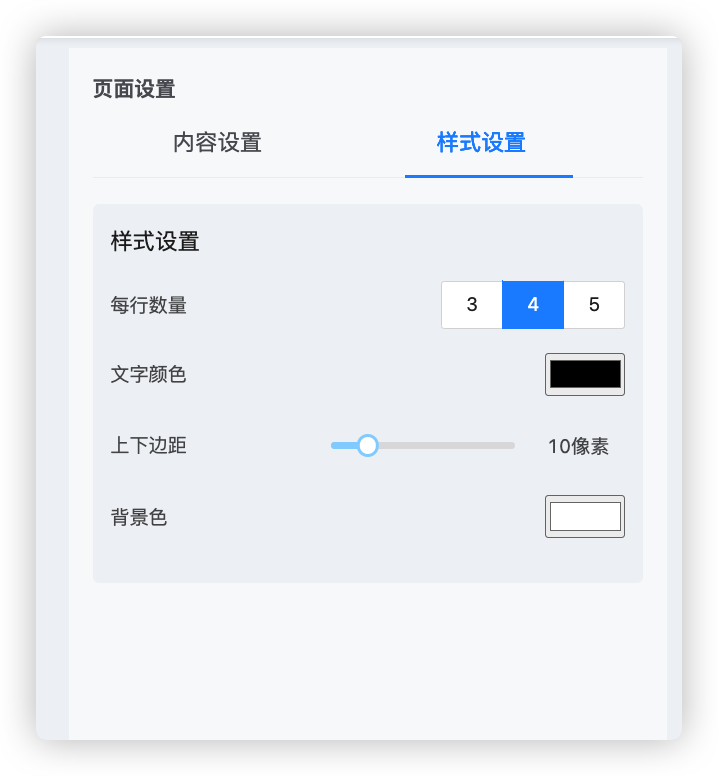 页面设置
内容设置 样式设置
样式设置
每行数量 3 4 5
文字颜色
上下边距 10像素
背景色